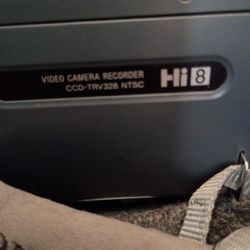 VIDEO CAMERA RECORDER Hi8
CCD-TRV328 NTSC